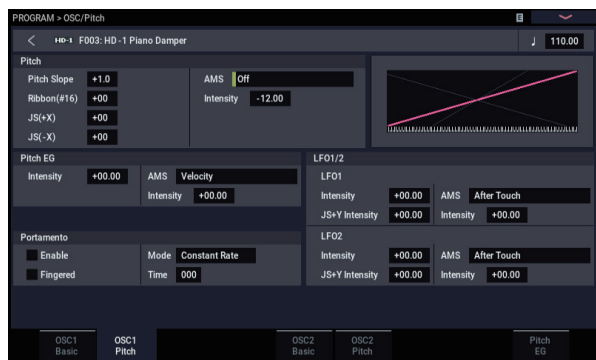 PROGRAM > OSC/Pitch
E
HD-1 F003: HD -1 Piano Damper
♩ 110.00
Pitch
Pitch Slope +1.0
AMS Off
Ribbon(#16) +00
Intensity -12.00
JS(+X) +00
JS(-X) +00
Pitch EG
Intensity +00.00 AMS Velocity
Intensity +00.00
LFO1/2
LFO1
Intensity +00.00 AMS After Touch
JS+Y Intensity +00.00 Intensity +00.00
Portamento
Enable Mode Constant Rate
Fingered Time 000
LFO2
Intensity +00.00 AMS After Touch
JS+Y Intensity +00.00 Intensity +00.00
OSC1 Basic
OSC1 Pitch
OSC2 Basic
OSC2 Pitch
Pitch EG